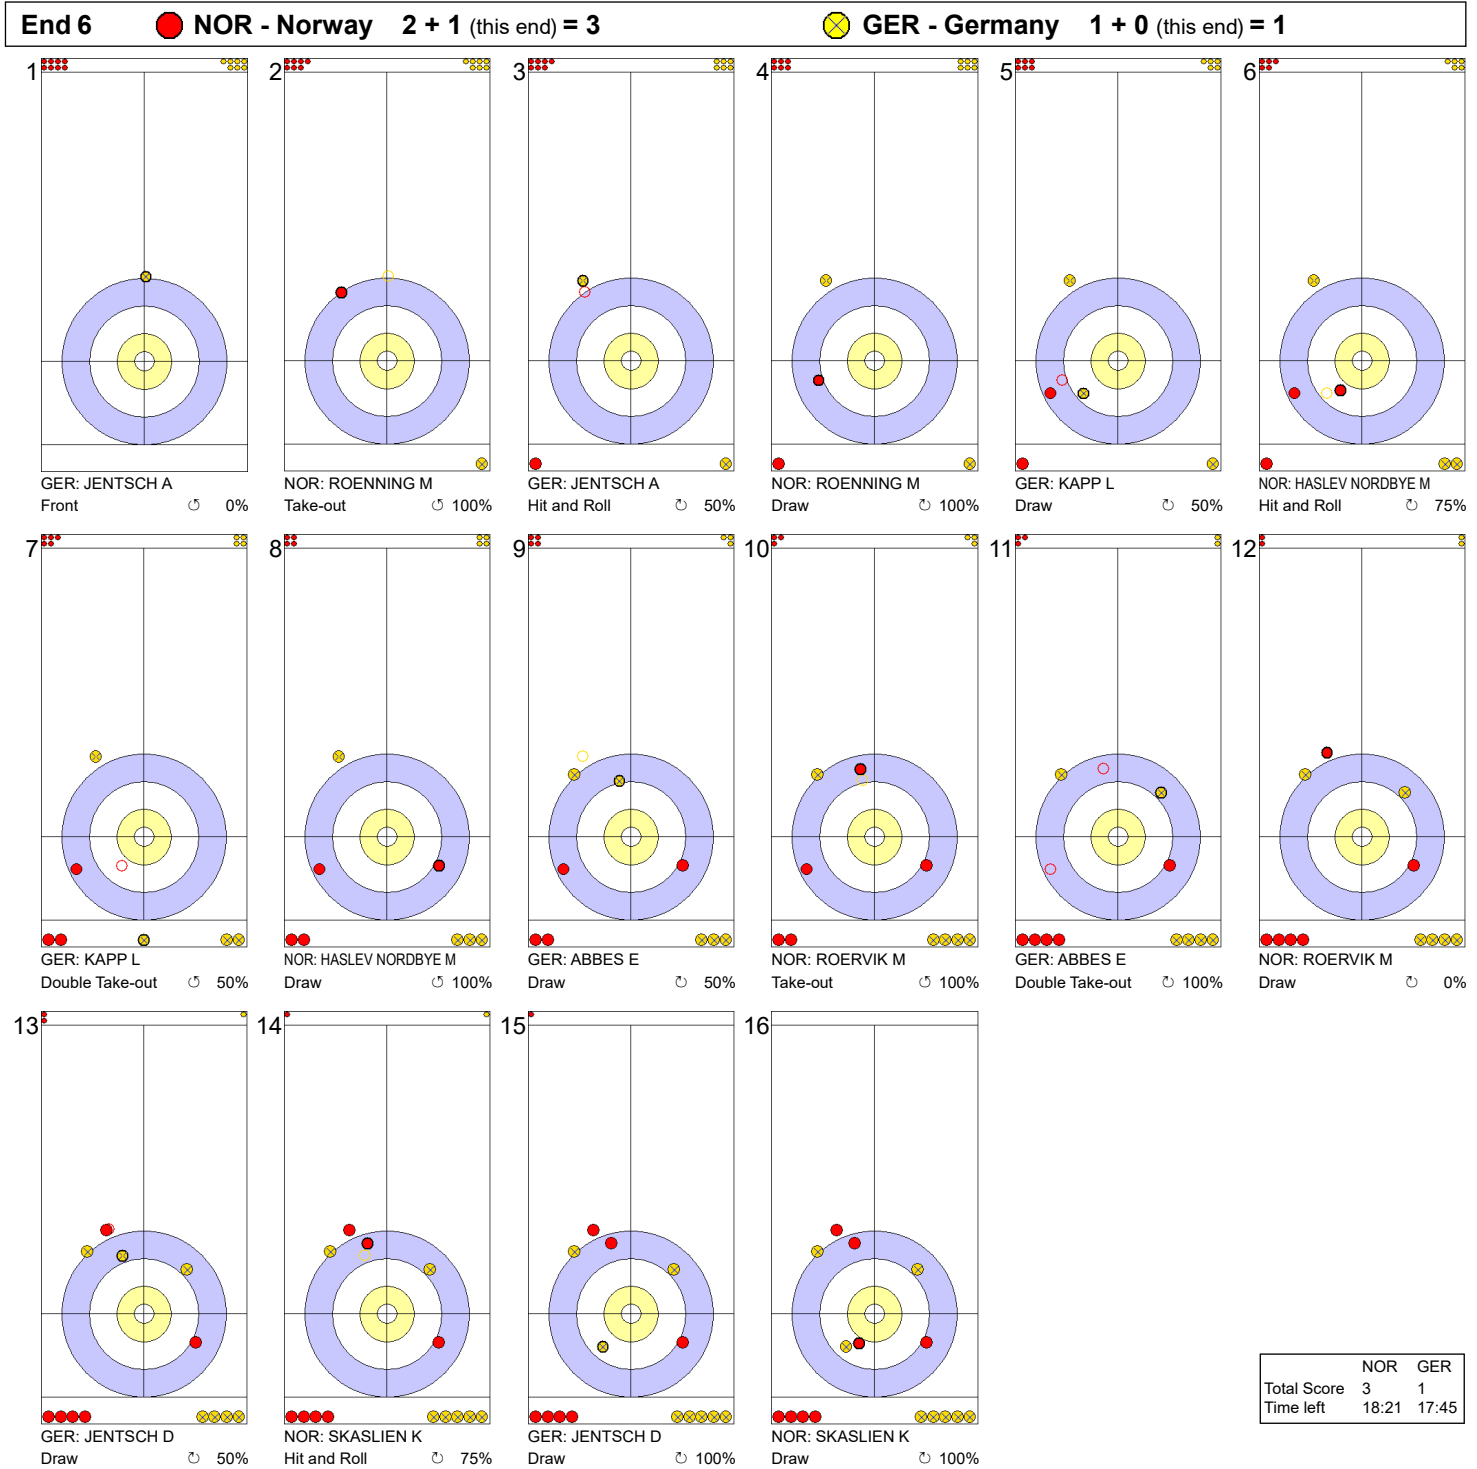 End 6 NOR - Norway 2 + 1 (this end) = 3 GER - Germany 1 + 0 (this end) = 1
1 2 3 4 5 6
GER: JENTSCH A NOR: ROENNING M GER: JENTSCH A NOR: ROENNING M GER: KAPP L NOR: HASLEV NORDBYE M
Front ↺ 0% Take-out ↺ 100% Hit and Roll ↻ 50% Draw ↻ 100% Draw ↻ 50% Hit and Roll ↻ 75%
7 8 9 10 11 12
GER: KAPP L NOR: HASLEV NORDBYE M GER: ABBES E NOR: ROERVIK M GER: ABBES E NOR: ROERVIK M
Double Take-out ↺ 50% Draw ↺ 100% Draw ↻ 50% Take-out ↻ 100% Double Take-out ↻ 100% Draw ↻ 0%
13 14 15 16
GER: JENTSCH D NOR: SKASLIEN K GER: JENTSCH D NOR: SKASLIEN K
Draw ↻ 50% Hit and Roll ↻ 75% Draw ↻ 100% Draw ↻ 100%
NOR GER
Total Score 3 1
Time left 18:21 17:45